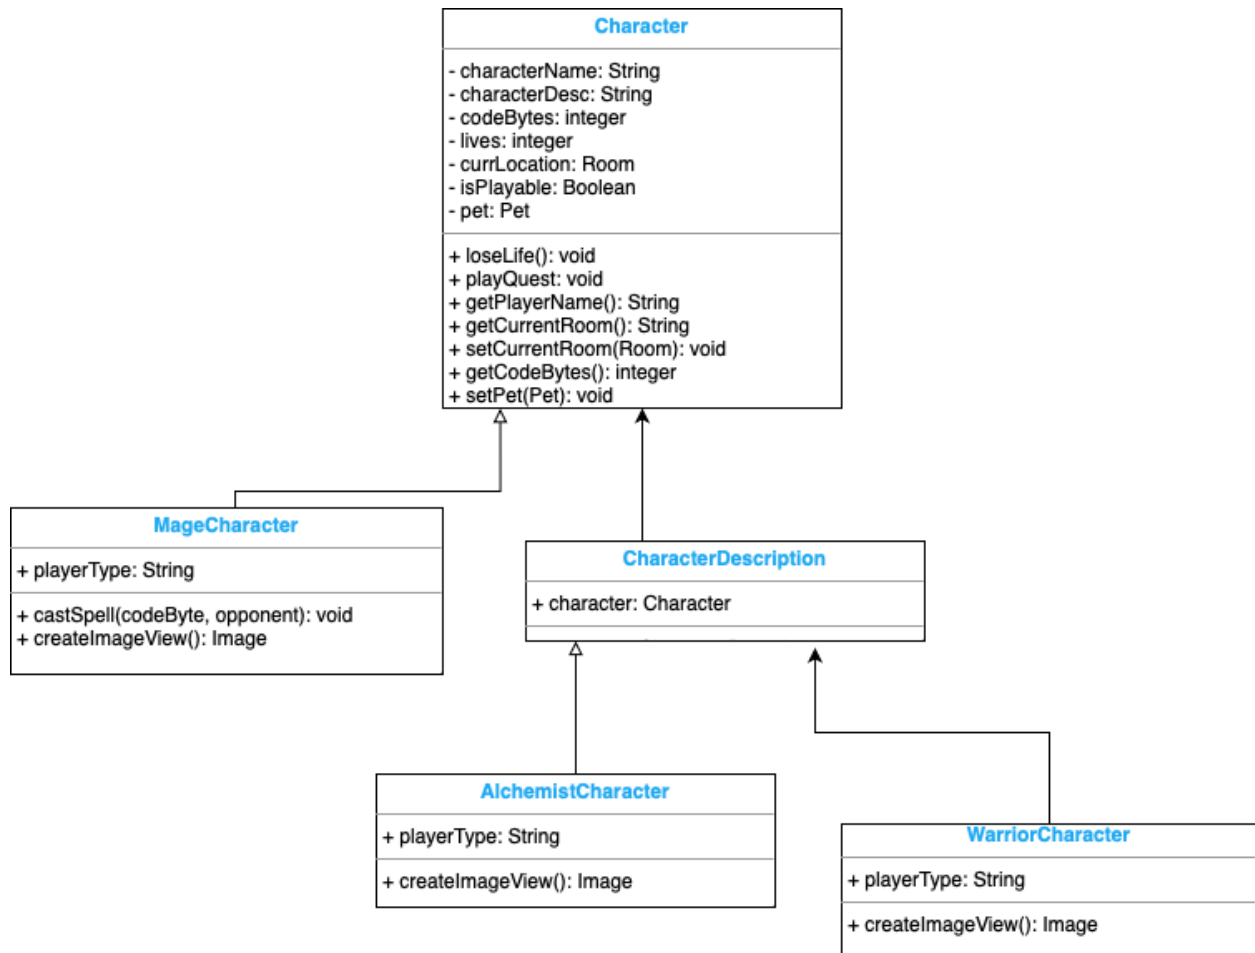 Character
- characterName: String
- characterDesc: String
- codeBytes: integer
- lives: integer
- currLocation: Room
- isPlayable: Boolean
- pet: Pet
+ loseLife(): void
+ playQuest: void
+ getPlayerName(): String
+ getCurrentRoom(): String
+ setCurrentRoom(Room): void
+ getCodeBytes(): integer
+ setPet(Pet): void
MageCharacter
+ playerType: String
+ castSpell(codeByte, opponent): void
+ createImageView(): Image
CharacterDescription
+ character: Character
AlchemistCharacter
+ playerType: String
+ createImageView(): Image
WarriorCharacter
+ playerType: String
+ createImageView(): Image